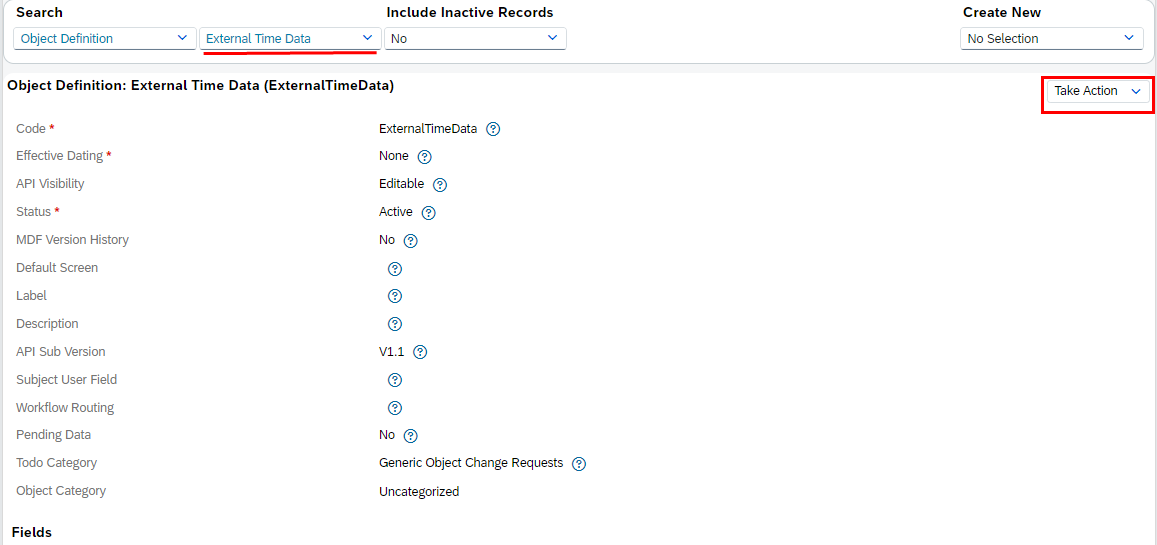 Search Include Inactive Records Create New
Object Definition External Time Data No No Selection
Object Definition: External Time Data (ExternalTimeData)
Take Action
Code * ExternalTimeData ?
Effective Dating * None ?
API Visibility Editable ?
Status * Active ?
MDF Version History No ?
Default Screen ?
Label ?
Description ?
API Sub Version V1.1 ?
Subject User Field ?
Workflow Routing ?
Pending Data No ?
Todo Category Generic Object Change Requests ?
Object Category Uncategorized
Fields